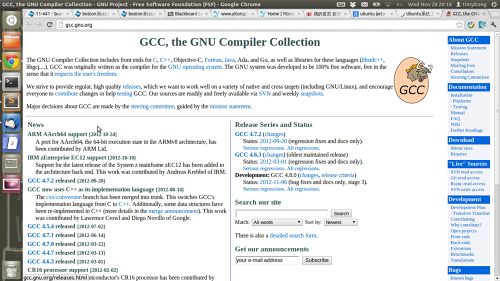 GCC, the GNU Compiler Collection - GNU Project - Free Software Foundation (FSF) - Google Chrome
Wed Nov 28 20:18 timyitong
gcc.gnu.org
GCC, the GNU Compiler Collection
The GNU Compiler Collection includes front ends for C, C++, Objective-C, Fortran, Java, Ada, and Go, as well as libraries for these languages (libstdc++,
libgcj,...). GCC was originally written as the compiler for the GNU operating system. The GNU system was developed to be 100% free software, free in the
sense that it respects the user's freedom.
We strive to provide regular, high quality releases, which we want to work well on a variety of native and cross targets (including GNU/Linux), and encourage
everyone to contribute changes or help testing GCC. Our sources are readily and freely available via SVN and weekly snapshots.
Major decisions about GCC are made by the steering committee, guided by the mission statement.
GCC
News
ARM AArch64 support [2012-10-24]
A port for AArch64, the 64-bit execution state in the ARMv8 architecture, has
been contributed by ARM Ltd.
IBM zEnterprise EC12 support [2012-10-10]
Support for the latest release of the System z mainframe zEC12 has been added to the
architecture back end. This work was contributed by Andreas Krebbel of IBM.
GCC 4.7.2 released [2012-09-20]
GCC now uses C++ as its implementation language [2012-08-14]
The cxx-conversion branch has been merged into trunk. This switches GCC's
implementation language from C to C++. Additionally, some data structures have
been re-implemented in C++ (more details in the merge announcement). This work
was contributed by Lawrence Crowl and Diego Novillo of Google.
GCC 4.5.4 released [2012-07-02]
GCC 4.7.1 released [2012-06-14]
GCC 4.7.0 released [2012-03-22]
GCC 4.4.7 released [2012-03-13]
GCC 4.6.3 released [2012-03-01]
CR16 processor support [2012-02-02]
gcc.gnu.org/releases.html
miconductor's CR16 processor has been contributed by
Release Series and Status
GCC 4.7.2 (changes)
Status: 2012-09-20 (regression fixes and docs only).
Serious regressions. All regressions.
GCC 4.6.3 (changes) (oldest maintained release)
Status: 2012-03-01 (regression fixes and docs only).
Serious regressions. All regressions.
Development: GCC 4.8.0 (changes, release criteria)
Status: 2012-11-06 (bug fixes and docs only, stage 3).
Serious regressions. All regressions.
Search our site
Search
Match: All words Sort by: Newest
There is also a detailed search form.
Get our announcements
your e-mail address Subscribe
About GCC
Mission Statement
Releases
Snapshots
Mailing lists
Contributors
Steering Committee
Documentation
Installation
· Platforms
· Testing
Manual
FAQ
Wiki
Further Readings
Download
Mirror sites
Binaries
"Live" Sources
SVN read access
Git read access
Rsync read access
SVN write access
Development
Development Plan
· Tentative Timeline
Contributing
Why contribute?
Open projects
Front ends
Back ends
Extensions
Benchmarks
Translations
Bugs
Known bugs